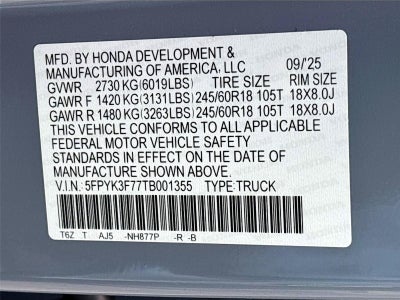 MFD. BY HONDA DEVELOPMENT &
MANUFACTURING OF AMERICA, LLC 09/'25
GVWR 2730 KG(6019LBS) TIRE SIZE RIM SIZE
GAWR F 1420 KG(3131LBS) 245/60R18 105T 18X8.0J
GAWR R 1480 KG(3263LBS) 245/60R18 105T 18X8.0J
THIS VEHICLE CONFORMS TO ALL APPLICABLE
FEDERAL MOTOR VEHICLE SAFETY
STANDARDS IN EFFECT ON THE DATE OF
MANUFACTURE SHOWN ABOVE.
V.I.N.: 5FPYK3F77TB001355 TYPE:TRUCK
T6Z T AJ5 -NH877P -R -B